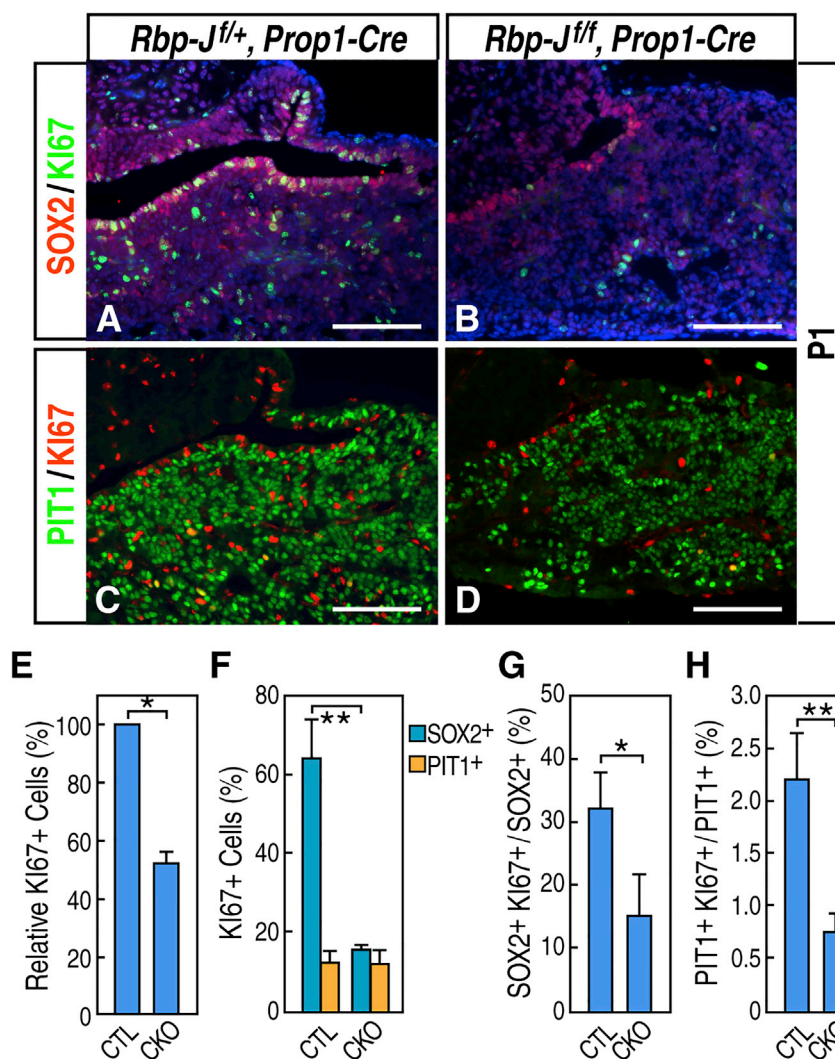 Rbp-J f/+, Prop1-Cre
Rbp-J f/f, Prop1-Cre
SOX2/KI67
A
B
P1
PIT1/KI67
C
D
E
Relative KI67+ Cells (%)
100
80
60
40
20
0
*
CTL
CKO
F
KI67+ Cells (%)
80
60
40
20
0
**
SOX2+
PIT1+
CTL
CKO
G
SOX2+ KI67+/SOX2+ (%)
50
40
30
20
10
0
*
CTL
CKO
H
PIT1+ KI67+/PIT1+ (%)
3.0
2.5
2.0
1.5
1.0
0.5
0
**
CTL
CKO